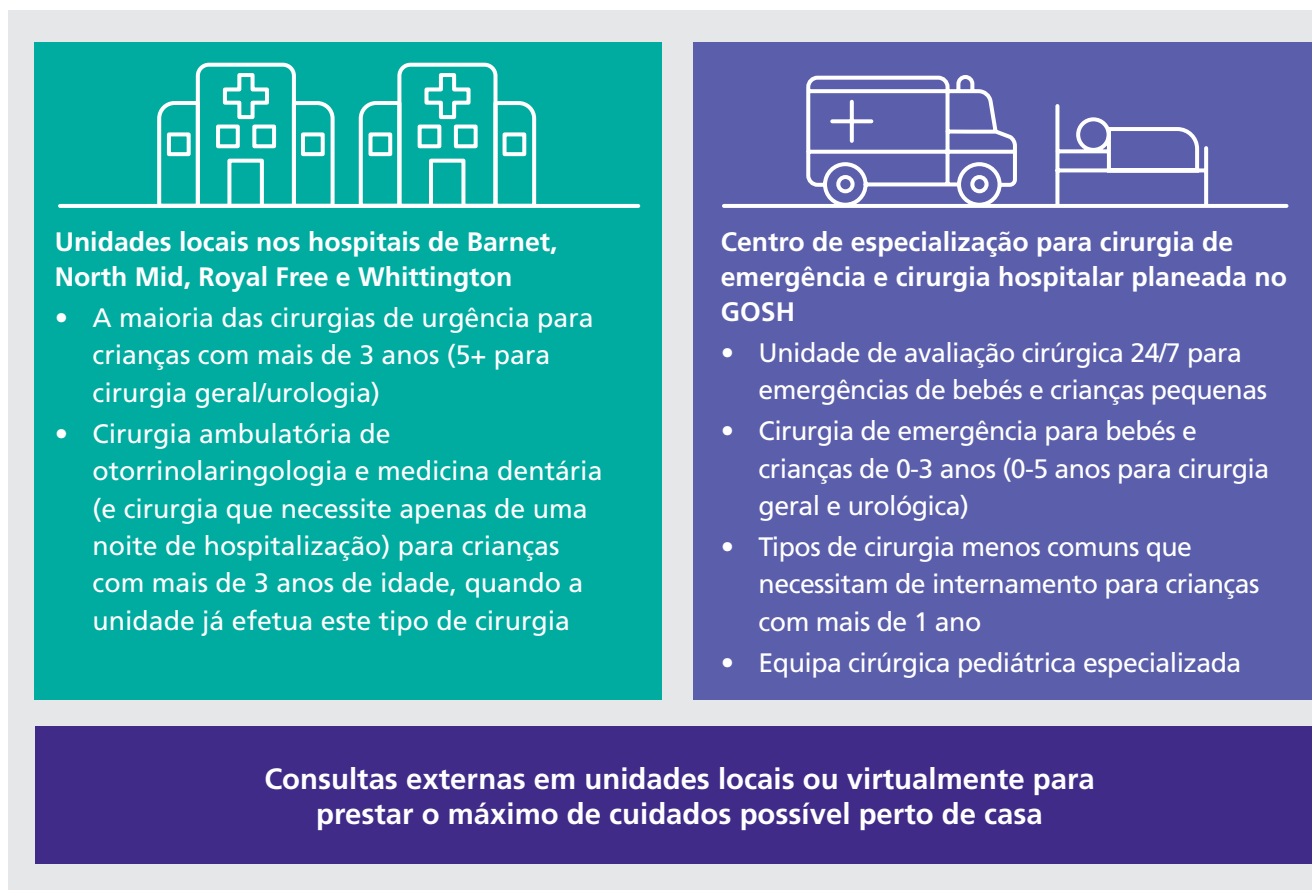 Unidades locais nos hospitais de Barnet,
North Mid, Royal Free e Whittington
• A maioria das cirurgias de urgência para
crianças com mais de 3 anos (5+ para
cirurgia geral/urologia)
• Cirurgia ambulatória de
otorrinolaringologia e medicina dentária
(e cirurgia que necessite apenas de uma
noite de hospitalização) para crianças
com mais de 3 anos de idade, quando a
unidade já efetua este tipo de cirurgia
Centro de especialização para cirurgia de
emergência e cirurgia hospitalar planeada no
GOSH
• Unidade de avaliação cirúrgica 24/7 para
emergências de bebés e crianças pequenas
• Cirurgia de emergência para bebés e
crianças de 0-3 anos (0-5 anos para cirurgia
geral e urológica)
• Tipos de cirurgia menos comuns que
necessitam de internamento para crianças
com mais de 1 ano
• Equipa cirúrgica pediátrica especializada
Consultas externas em unidades locais ou virtualmente para
prestar o máximo de cuidados possível perto de casa